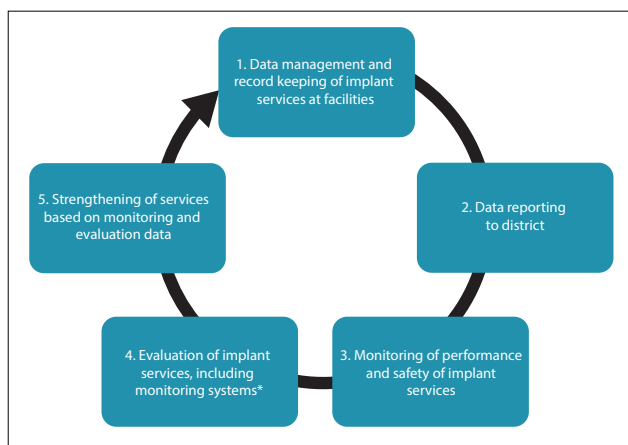 1. Data management and
record keeping of implant
services at facilities
2. Data reporting
to district
3. Monitoring of performance
and safety of implant
services
4. Evaluation of implant
services, including
monitoring systems*
5. Strengthening of services
based on monitoring and
evaluation data